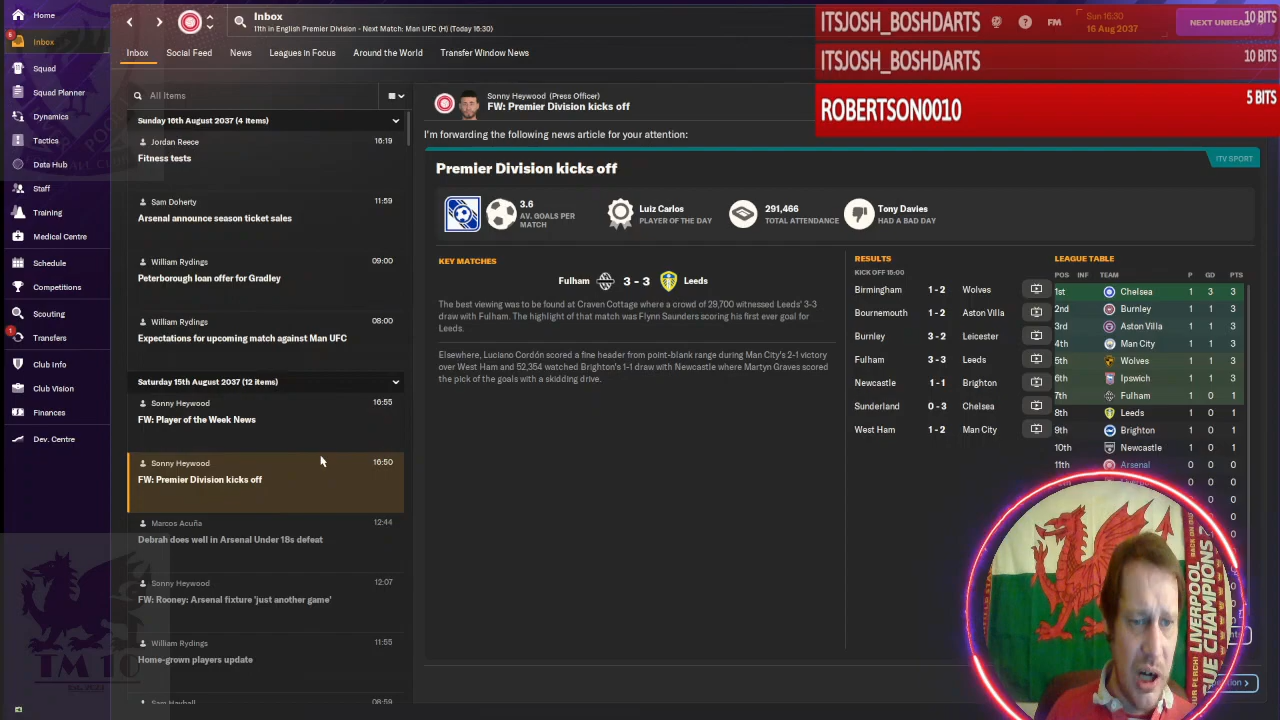 Home
8
Inbox
Squad
Squad Planner
Dynamics
Tactics
Data Hub
Staff
Training
Medical Centre
Schedule
Competitions
Scouting
1
Transfers
Club Info
Club Vision
Finances
Dev. Centre
TM 10
Inbox
11th in English Premier Division - Next Match: Man UFC (H) (Today 16:30)
FM
Sun 16:30
16 Aug 2037
NEXT UNREAD
ITSJOSH_BOSHDARTS
10 BITS
ITSJOSH_BOSHDARTS
10 BITS
ROBERTSON0010
5 BITS
Inbox
Social Feed
News
Leagues in Focus
Around the World
Transfer Window News
All Items
Sunday 16th August 2037 (4 items)
Jordan Reece
16:19
Fitness tests
Sam Doherty
11:59
Arsenal announce season ticket sales
William Rydings
09:00
Peterborough loan offer for Gradley
William Rydings
08:00
Expectations for upcoming match against Man UFC
Saturday 15th August 2037 (12 items)
Sonny Heywood
16:55
FW: Player of the Week News
Sonny Heywood
16:50
FW: Premier Division kicks off
Marcos Acuña
12:44
Debrah does well in Arsenal Under 18s defeat
Sonny Heywood
12:07
FW: Rooney: Arsenal fixture 'just another game'
William Rydings
11:55
Home-grown players update
08:59
Sonny Heywood (Press Officer)
FW: Premier Division kicks off
I'm forwarding the following news article for your attention:
ITV SPORT
Premier Division kicks off
3.6
AV. GOALS PER
MATCH
Luiz Carlos
PLAYER OF THE DAY
291,466
TOTAL ATTENDANCE
Tony Davies
HAD A BAD DAY
KEY MATCHES
Fulham 3 - 3 Leeds
The best viewing was to be found at Craven Cottage where a crowd of 29,700 witnessed Leeds' 3-3
draw with Fulham. The highlight of that match was Flynn Saunders scoring his first ever goal for
Leeds.
Elsewhere, Luciano Cordón scored a fine header from point-blank range during Man City's 2-1 victory
over West Ham and 52,354 watched Brighton's 1-1 draw with Newcastle where Martyn Graves scored
the pick of the goals with a skidding drive.
RESULTS
KICK OFF 15:00
Birmingham 1 - 2 Wolves
Bournemouth 1 - 2 Aston Villa
Burnley 3 - 2 Leicester
Fulham 3 - 3 Leeds
Newcastle 1 - 1 Brighton
Sunderland 0 - 3 Chelsea
West Ham 1 - 2 Man City
LEAGUE TABLE
POS INF TEAM P GD PTS
1st Chelsea 1 3 3
2nd Burnley 1 1 3
3rd Aston Villa 1 1 3
4th Man City 1 1 3
5th Wolves 1 1 3
6th Ipswich 1 1 3
7th Fulham 1 0 1
8th Leeds 1 0 1
9th Brighton 1 0 1
10th Newcastle 1 0 1
11th Arsenal 0 0 0
0 0 0
LIVERPOOL